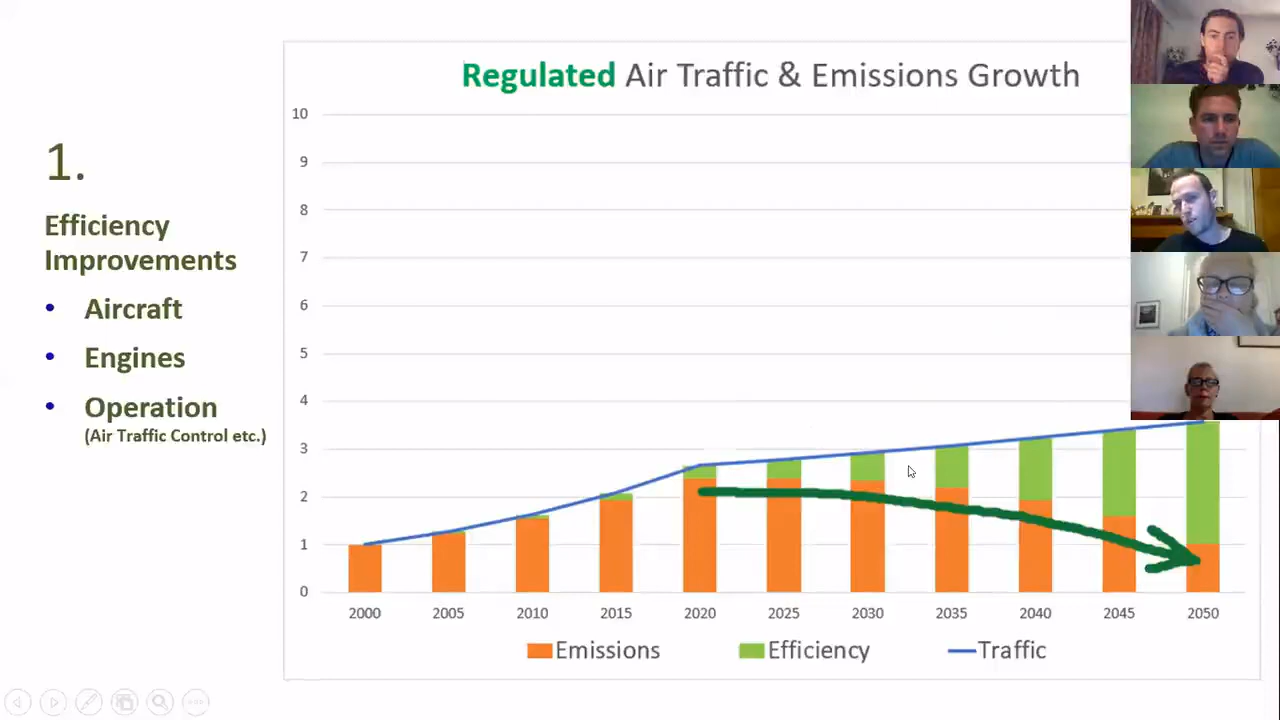 Regulated Air Traffic & Emissions Growth
1.
Efficiency
Improvements
• Aircraft
• Engines
• Operation
(Air Traffic Control etc.)
10
9
8
7
6
5
4
3
2
1
0
2000 2005 2010 2015 2020 2025 2030 2035 2040 2045 2050
Emissions Efficiency Traffic